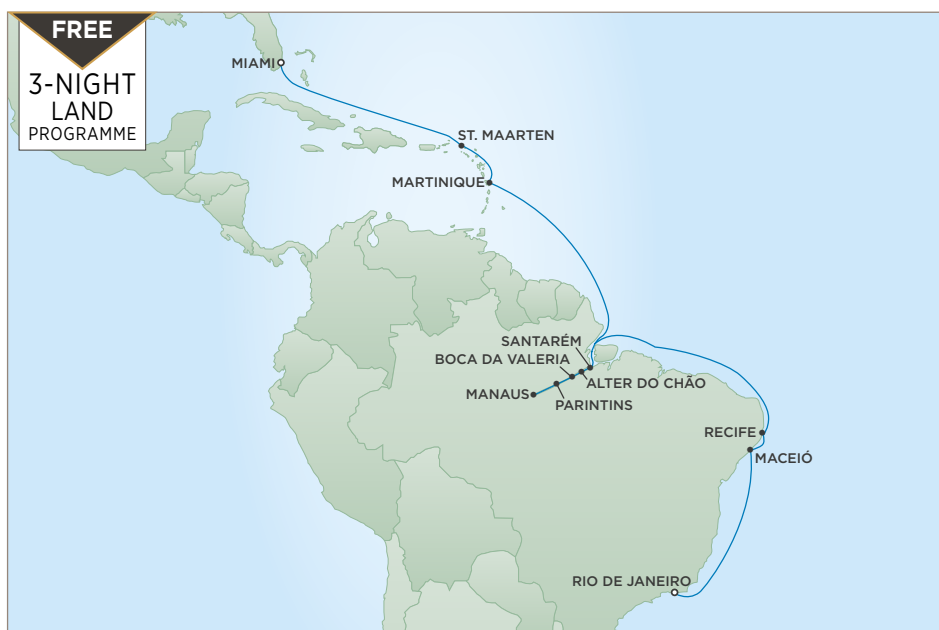 FREE
3-NIGHT
LAND
PROGRAMME
MIAMI
ST. MAARTEN
MARTINIQUE
SANTARÉM
BOCA DA VALERIA
ALTER DO CHÃO
MANAUS
PARINTINS
RECIFE
MACEIÓ
RIO DE JANEIRO